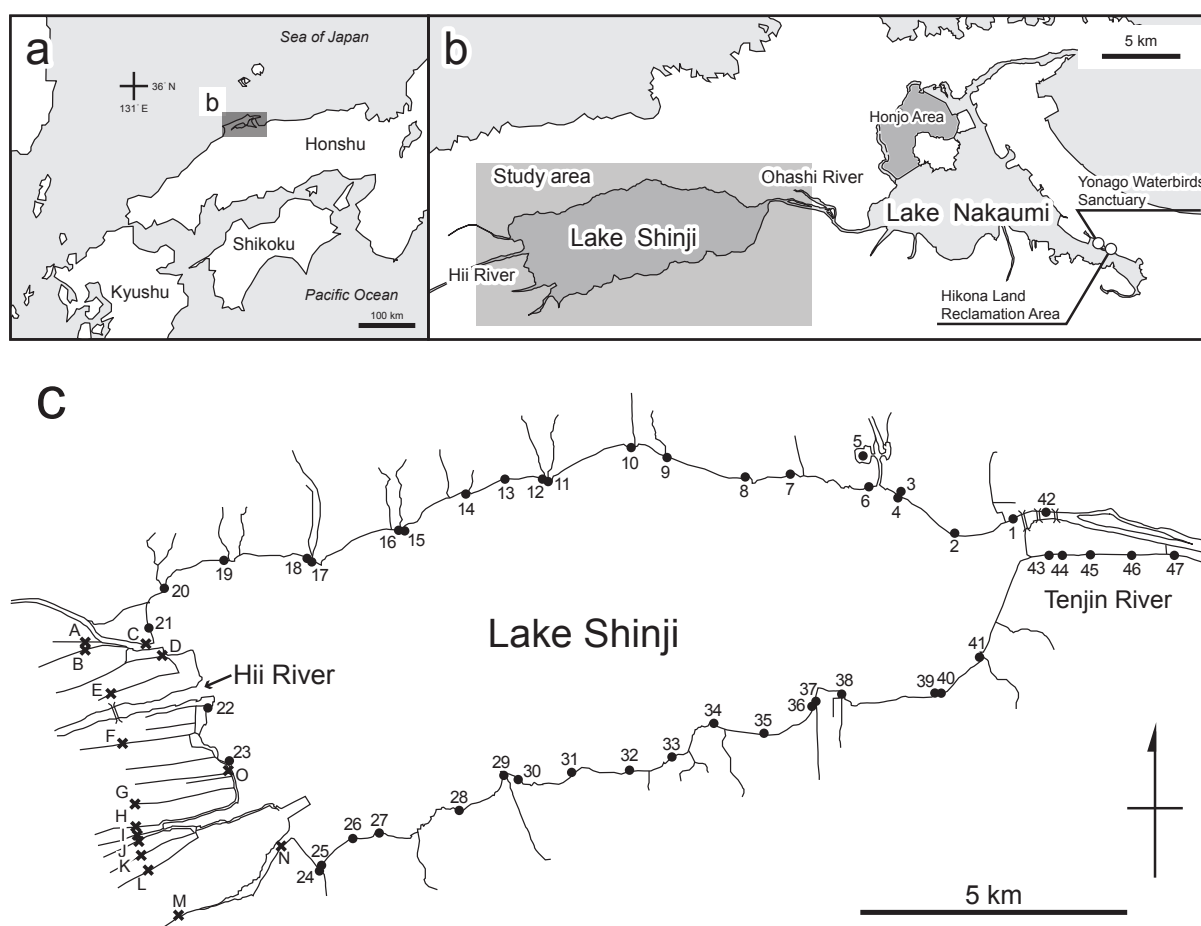 a
Sea of Japan
36° N
131° E
b
Honshu
Shikoku
Kyushu
Pacific Ocean
100 km
b
5 km
Honjo Area
Study area
Ohashi River
Yonago Waterbirds
Sanctuary
Lake Nakaumi
Lake Shinji
Hii River
Hikona Land
Reclamation Area
c
5
10
9
3
13
12
11
8
7
6
4
42
14
1
16
15
2
18
17
19
43
44
45
46
47
20
Tenjin River
21
A
C
D
B
Lake Shinji
41
E
Hii River
22
37
38
39
40
36
F
34
35
23
O
29
30
31
32
33
G
28
H
I
26
27
J
K
N
25
24
L
M
5 km